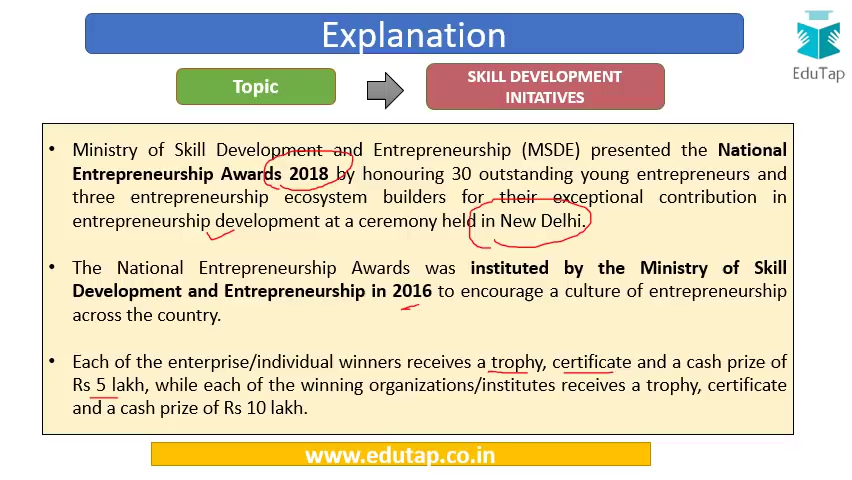 Explanation
EduTap
Topic
SKILL DEVELOPMENT
INITATIVES
• Ministry of Skill Development and Entrepreneurship (MSDE) presented the National
Entrepreneurship Awards 2018 by honouring 30 outstanding young entrepreneurs and
three entrepreneurship ecosystem builders for their exceptional contribution in
entrepreneurship development at a ceremony held in New Delhi.
• The National Entrepreneurship Awards was instituted by the Ministry of Skill
Development and Entrepreneurship in 2016 to encourage a culture of entrepreneurship
across the country.
• Each of the enterprise/individual winners receives a trophy, certificate and a cash prize of
Rs 5 lakh, while each of the winning organizations/institutes receives a trophy, certificate
and a cash prize of Rs 10 lakh.
www.edutap.co.in